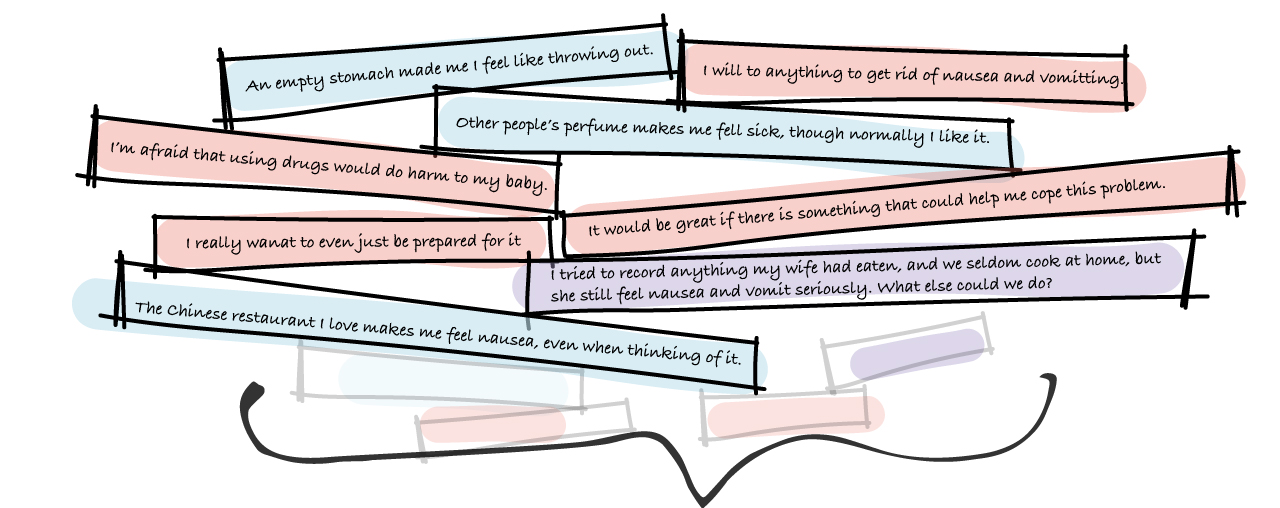 An empty stomach made me I feel like throwing out.
I will to anything to get rid of nausea and vomitting.
Other people's perfume makes me fell sick, though normally I like it.
I'm afraid that using drugs would do harm to my baby.
It would be great if there is something that could help me cope this problem.
I really wanat to even just be prepared for it
I tried to record anything my wife had eaten, and we seldom cook at home, but
she still feel nausea and vomit seriously. What else could we do?
The Chinese restaurant I love makes me feel nausea, even when thinking of it.